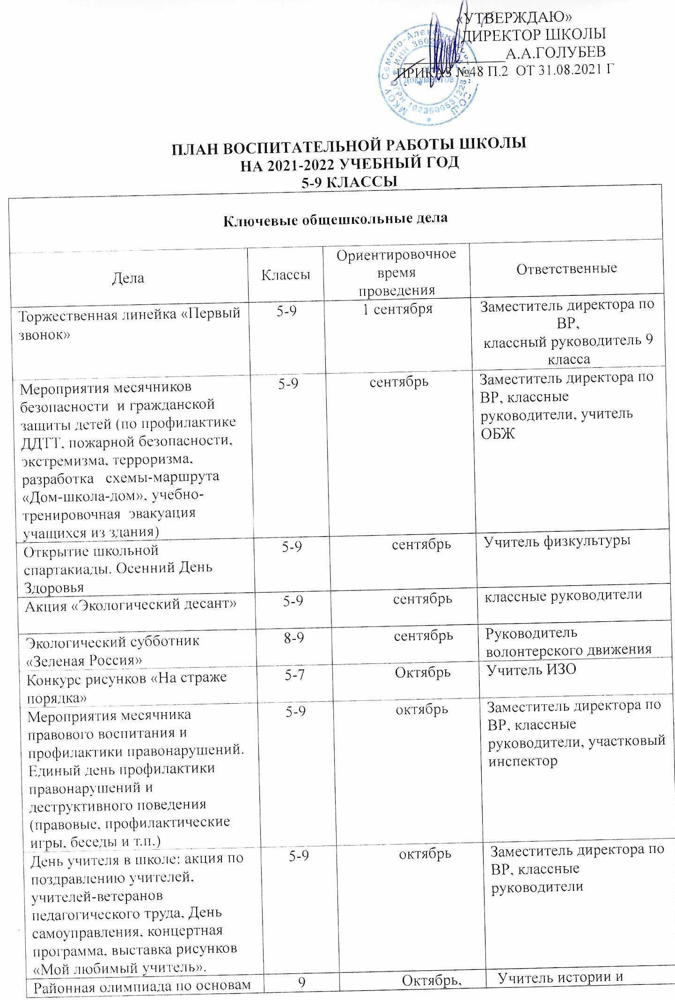 «УТВЕРЖДАЮ»
ДИРЕКТОР ШКОЛЫ
А.А.ГОЛУБЕВ
ПРИКАЗ №48 П.2 ОТ 31.08.2021 Г
МКОУ Семено-Александровская СОШ
ДОКУМЕНТОВ
ПЛАН ВОСПИТАТЕЛЬНОЙ РАБОТЫ ШКОЛЫ
НА 2021-2022 УЧЕБНЫЙ ГОД
5-9 КЛАССЫ
Ключевые общешкольные дела
Дела
Классы
Ориентировочное
время
проведения
Ответственные
Торжественная линейка «Первый
звонок»
5-9
1 сентября
Заместитель директора по
ВР,
классный руководитель 9
класса
Мероприятия месячников
безопасности и гражданской
защиты детей (по профилактике
ДДТТ, пожарной безопасности,
экстремизма, терроризма,
разработка схемы-маршрута
«Дом-школа-дом», учебно-
тренировочная эвакуация
учащихся из здания)
5-9
сентябрь
Заместитель директора по
ВР, классные
руководители, учитель
ОБЖ
Открытие школьной
спартакиады. Осенний День
Здоровья
5-9
сентябрь
Учитель физкультуры
Акция «Экологический десант»
5-9
сентябрь
классные руководители
Экологический субботник
«Зеленая Россия»
8-9
сентябрь
Руководитель
волонтерского движения
Конкурс рисунков «На страже
порядка»
5-7
Октябрь
Учитель ИЗО
Мероприятия месячника
правового воспитания и
профилактики правонарушений.
Единый день профилактики
правонарушений и
деструктивного поведения
(правовые, профилактические
игры, беседы и т.п.)
5-9
октябрь
Заместитель директора по
ВР, классные
руководители, участковый
инспектор
День учителя в школе: акция по
поздравлению учителей,
учителей-ветеранов
педагогического труда, День
самоуправления, концертная
программа, выставка рисунков
«Мой любимый учитель».
5-9
октябрь
Заместитель директора по
ВР, классные
руководители
Районная олимпиада по основам
9
Октябрь,
Учитель истории и